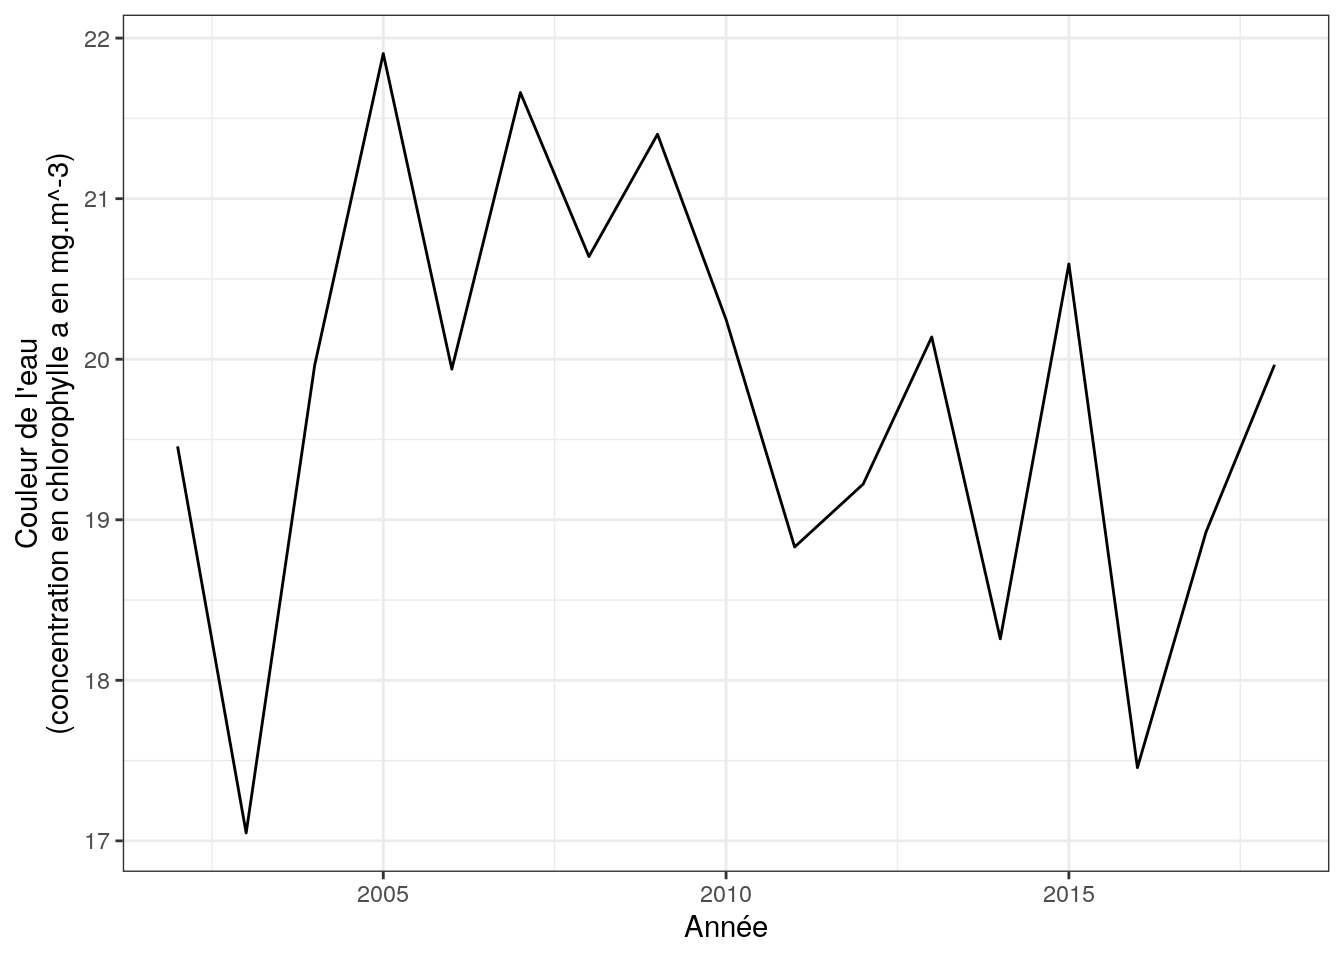 22
21
20
19
18
17
Couleur de l'eau
(concentration en chlorophylle a en mg.m^-3)
2005 2010 2015
Année